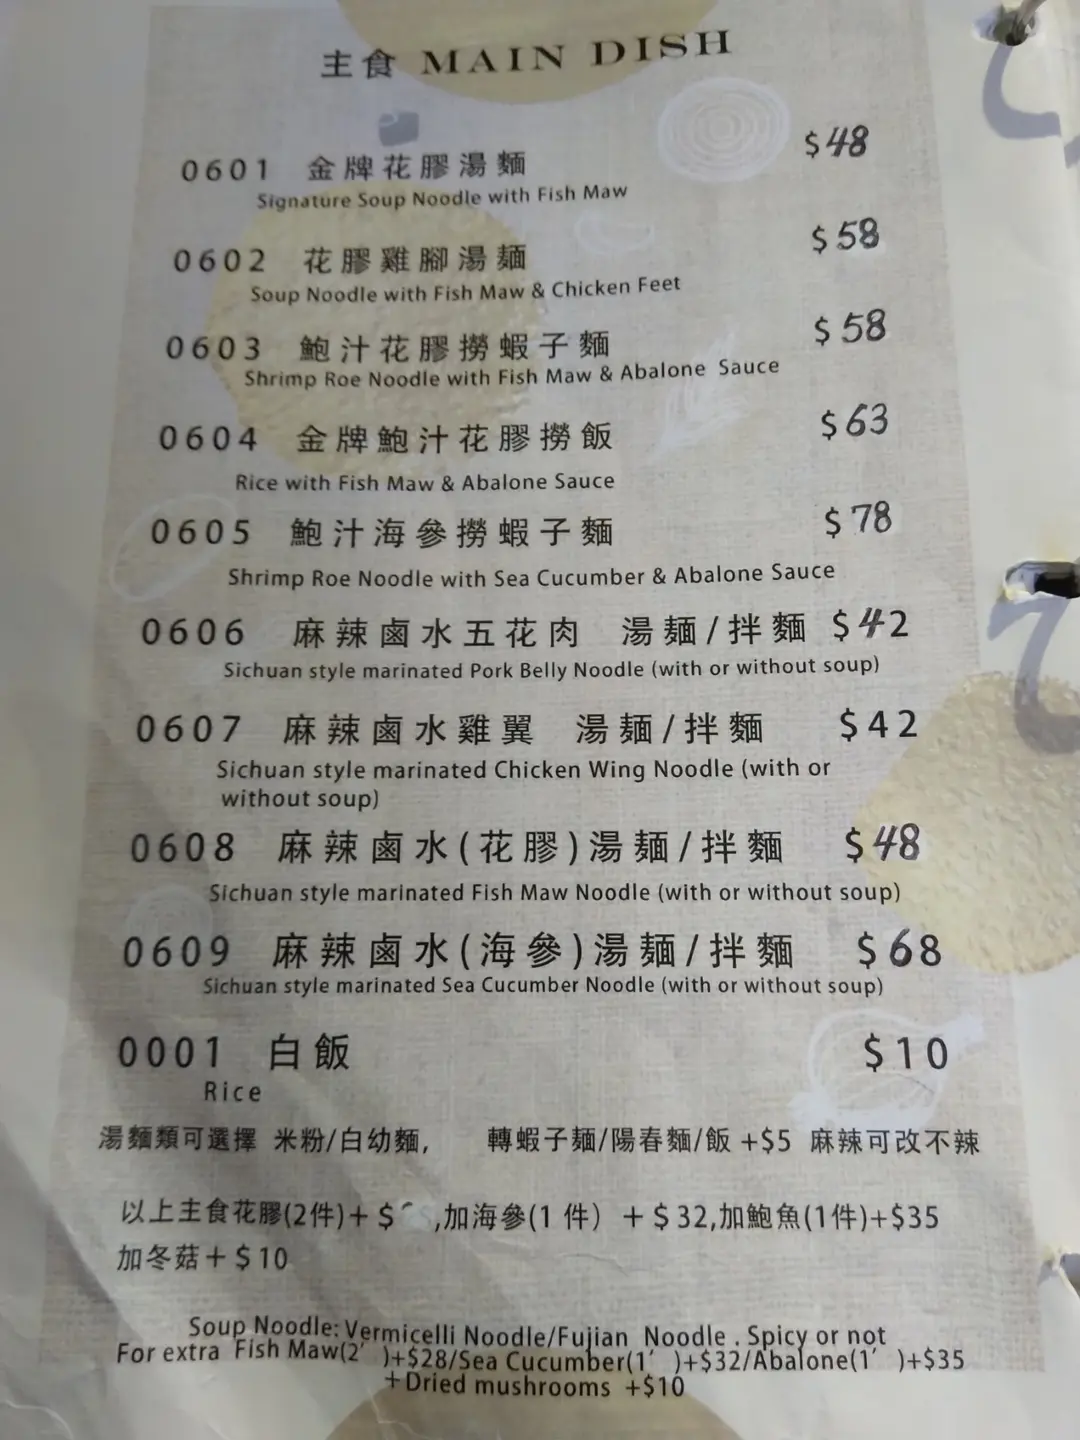 主食 MAIN DISH
0601 金牌花膠湯麵 $48
Signature Soup Noodle with Fish Maw
0602 花膠雞腳湯麵 $58
Soup Noodle with Fish Maw & Chicken Feet
0603 鮑汁花膠撈蝦子麵 $58
Shrimp Roe Noodle with Fish Maw & Abalone Sauce
0604 金牌鮑汁花膠撈飯 $63
Rice with Fish Maw & Abalone Sauce
0605 鮑汁海參撈蝦子麵 $78
Shrimp Roe Noodle with Sea Cucumber & Abalone Sauce
0606 麻辣鹵水五花肉 湯麵/拌麵 $42
Sichuan style marinated Pork Belly Noodle (with or without soup)
0607 麻辣鹵水雞翼 湯麵/拌麵 $42
Sichuan style marinated Chicken Wing Noodle (with or
without soup)
0608 麻辣鹵水(花膠)湯麵/拌麵 $48
Sichuan style marinated Fish Maw Noodle (with or without soup)
0609 麻辣鹵水(海參)湯麵/拌麵 $68
Sichuan style marinated Sea Cucumber Noodle (with or without soup)
0001 白飯 $10
Rice
湯麵類可選擇 米粉/白幼麵, 轉蝦子麵/陽春麵/飯 +$5 麻辣可改不辣
以上主食花膠(2件)+ $ ,加海參(1 件) + $ 32,加鮑魚(1件)+$35
加冬菇+ $ 10
Soup Noodle: Vermicelli Noodle/Fujian Noodle . Spicy or not
For extra Fish Maw(2′ )+$28/Sea Cucumber(1′ )+$32/Abalone(1′ )+$35
+Dried mushrooms +$10